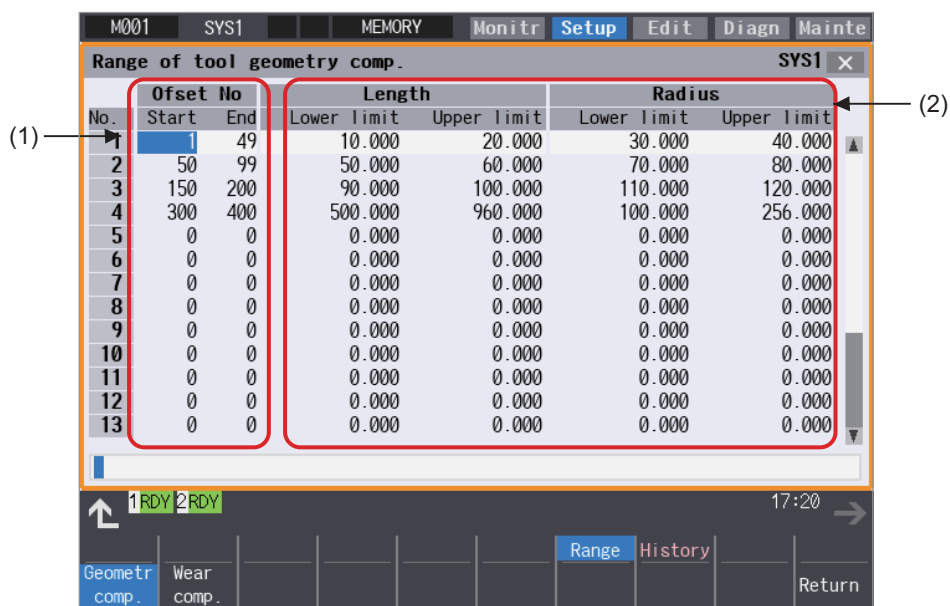 M001 SYS1 MEMORY Monitr Setup Edit Diagn Mainte
Range of tool geometry comp. SYS1
Ofset No Length Radius
No. Start End Lower limit Upper limit Lower limit Upper limit
(1)
(2)
1 1 49 10.000 20.000 30.000 40.000
2 50 99 50.000 60.000 70.000 80.000
3 150 200 90.000 100.000 110.000 120.000
4 300 400 500.000 960.000 100.000 256.000
5 0 0 0.000 0.000 0.000 0.000
6 0 0 0.000 0.000 0.000 0.000
7 0 0 0.000 0.000 0.000 0.000
8 0 0 0.000 0.000 0.000 0.000
9 0 0 0.000 0.000 0.000 0.000
10 0 0 0.000 0.000 0.000 0.000
11 0 0 0.000 0.000 0.000 0.000
12 0 0 0.000 0.000 0.000 0.000
13 0 0 0.000 0.000 0.000 0.000
1 RDY 2 RDY 17:20
Range History
Geometr Wear
comp. comp. Return